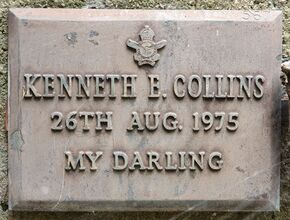 KENNETH E. COLLINS
26TH AUG. 1975
MY DARLING